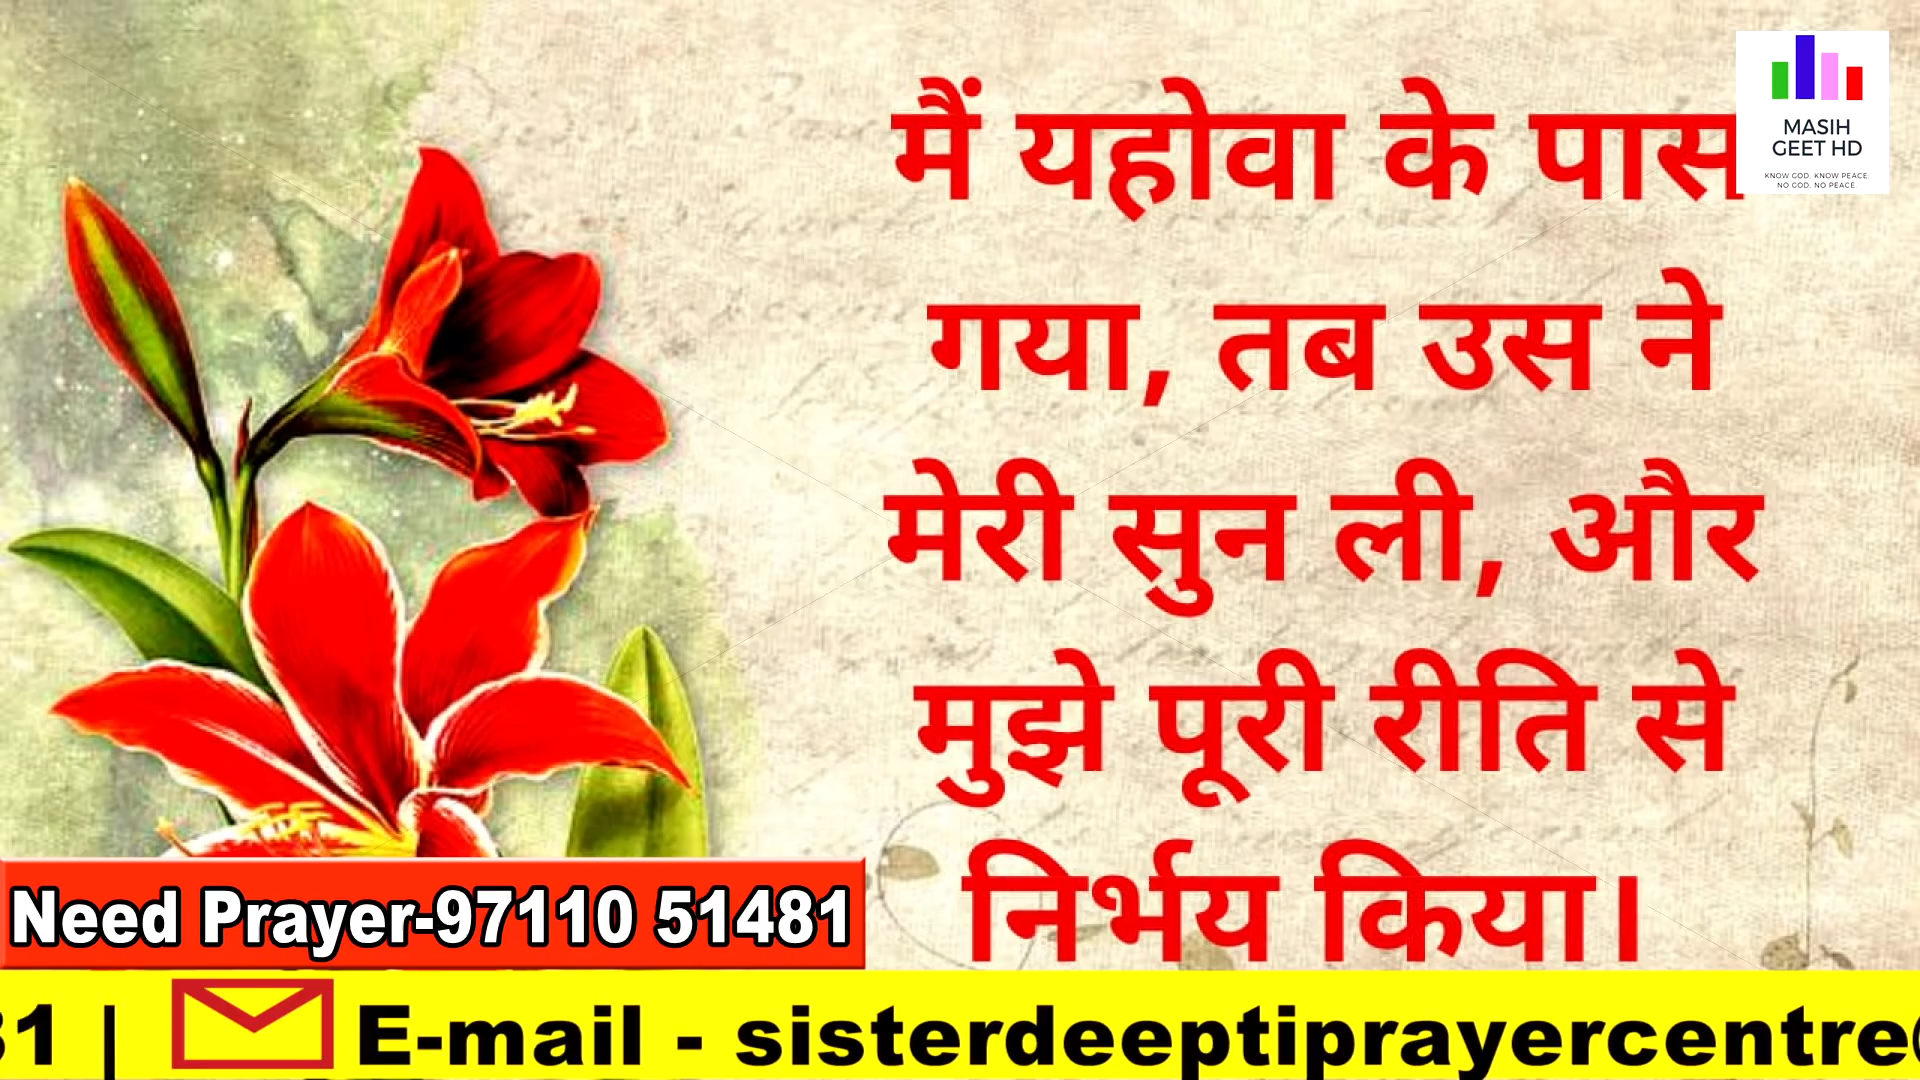 मैं यहोवा के पास
गया, तब उस ने
मेरी सुन ली, और
मुझे पूरी रीति से
निर्भय किया।
MASIH
GEET HD
KNOW GOD. KNOW PEACE.
NO GOD. NO PEACE.
Need Prayer-97110 51481
31 | E-mail - sisterdeeptiprayercentre@